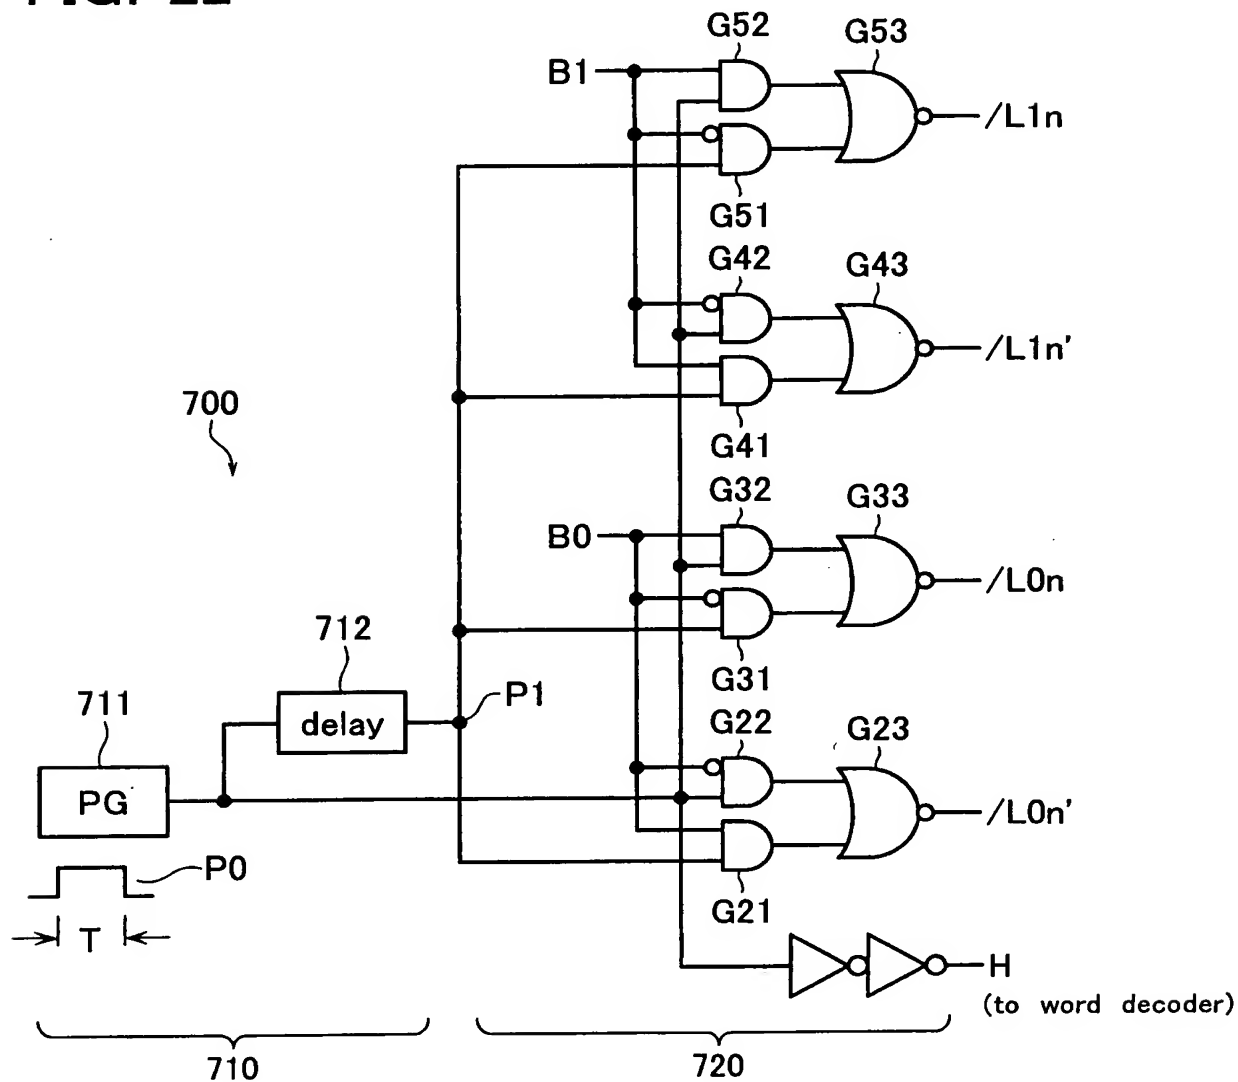 G52
G53
B1
/L1n
G51
G42
G43
/L1n'
700
G41
G32
G33
B0
/L0n
712
G31
711
delay
P1
G22
G23
PG
/L0n'
P0
G21
T
H
(to word decoder)
710
720